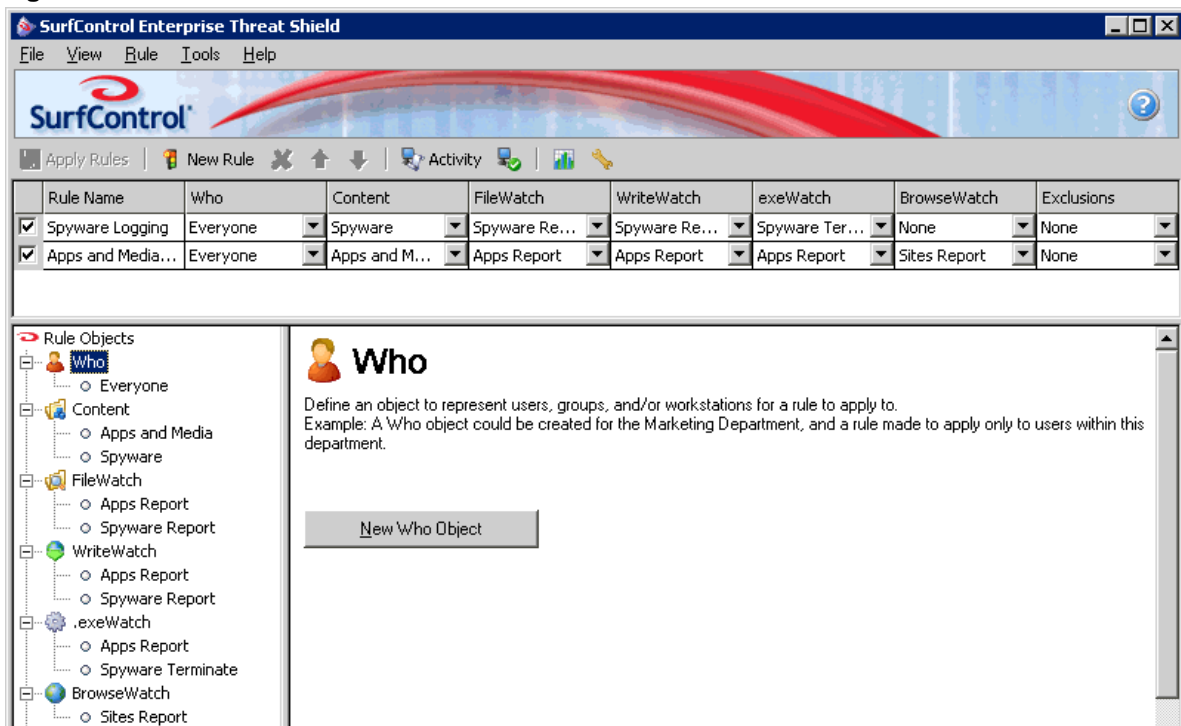 SurfControl Enterprise Threat Shield
File View Rule Tools Help
SurfControl
Apply Rules New Rule Activity
Rule Name Who Content FileWatch WriteWatch exeWatch BrowseWatch Exclusions
Spyware Logging Everyone Spyware Spyware Re... Spyware Re... Spyware Ter... None None
Apps and Media... Everyone Apps and M... Apps Report Apps Report Apps Report Sites Report None
Rule Objects
Who
Everyone
Content
Apps and Media
Spyware
FileWatch
Apps Report
Spyware Report
WriteWatch
Apps Report
Spyware Report
.exeWatch
Apps Report
Spyware Terminate
BrowseWatch
Sites Report
Who
Define an object to represent users, groups, and/or workstations for a rule to apply to.
Example: A Who object could be created for the Marketing Department, and a rule made to apply only to users within this
department.
New Who Object